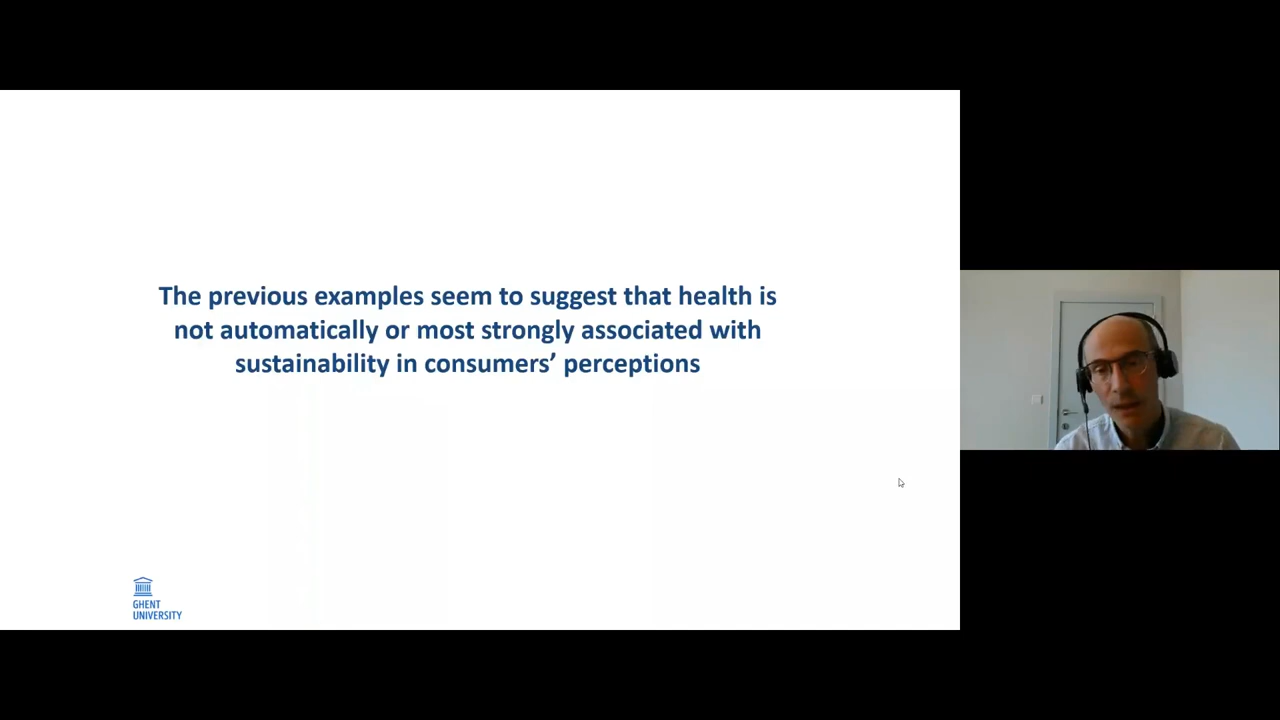 The previous examples seem to suggest that health is
not automatically or most strongly associated with
sustainability in consumers’ perceptions
GHENT
UNIVERSITY